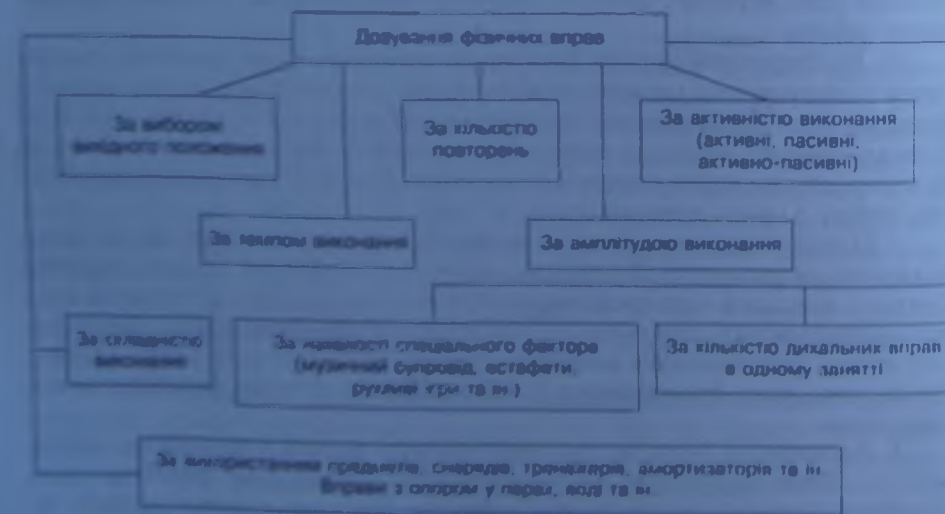 Дозування фізичних вправ
За вибором
вихідного положення
За кількістю
повторень
За активністю виконання
(активні, пасивні,
активно-пасивні)
За темпом виконання
За амплітудою виконання
За складністю
виконання
За наявності спеціального фактора
(музичний супровід, естафети,
рухливі ігри та ін.)
За кількістю дихальних вправ
в одному занятті
За використанням предметів, снарядів, тренажерів, амортизаторів та ін.
Вправи з опором у парах, воді та ін.